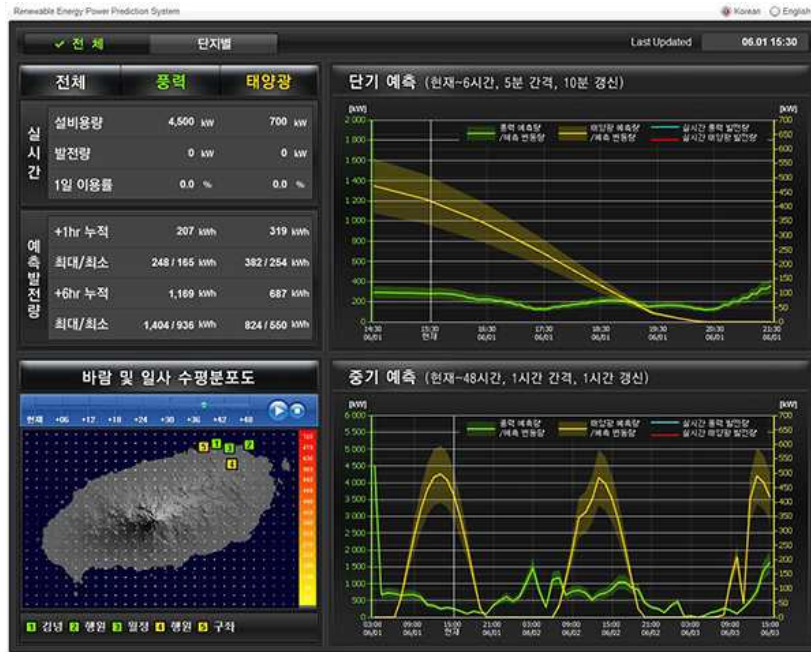 Renewable Energy Power Prediction System
Korean English
✔ 전 체 단지별 Last Updated 06.01 15:30
전체 풍력 태양광
실시간
설비용량 4,500 kW 700 kW
발전량 0 kW 0 kW
1일 이용률 0.0 % 0.0 %
예측발전량
+1hr 누적 207 kWh 319 kWh
최대/최소 248 / 165 kWh 382 / 254 kWh
+6hr 누적 1,169 kWh 687 kWh
최대/최소 1,404 / 936 kWh 824 / 550 kWh
단기 예측 (현재~6시간, 5분 간격, 10분 갱신)
[kW] [kW]
풍력 예측량 /예측 변동량
태양광 예측량 /예측 변동량
실시간 풍력 발전량
실시간 태양광 발전량
2 000
1 800
1 600
1 400
1 200
1 000
800
600
400
200
0
700
650
600
550
500
450
400
350
300
250
200
150
100
50
0
14:30 15:30 16:30 17:30 18:30 19:30 20:30 21:30
06/01 현재 06/01 06/01 06/01 06/01 06/01 06/01
바람 및 일사 수평분포도
현재 +06 +12 +18 +24 +30 +36 +42 +48
5 1 3 2
4
1 김녕 2 행원 3 월정 4 행원 5 구좌
중기 예측 (현재~48시간, 1시간 간격, 1시간 갱신)
[kW] [kW]
풍력 예측량 /예측 변동량
태양광 예측량 /예측 변동량
실시간 풍력 발전량
실시간 태양광 발전량
6 000
5 500
5 000
4 500
4 000
3 500
3 000
2 500
2 000
1 500
1 000
500
0
700
650
600
550
500
450
400
350
300
250
200
150
100
50
0
03:00 09:00 15:00 21:00 03:00 09:00 15:00 21:00 03:00 09:00 15:00
06/01 06/01 현재 06/01 06/02 06/02 06/02 06/02 06/03 06/03 06/03